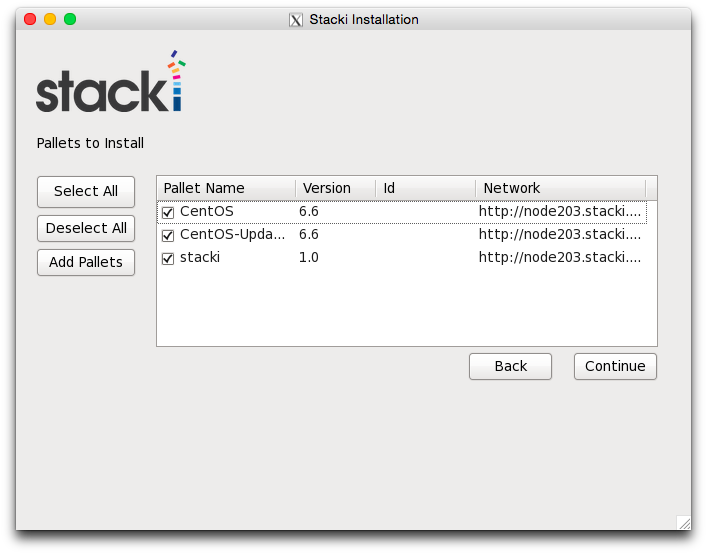 Stacki Installation
stacki
Pallets to Install
Select All
Deselect All
Add Pallets
Pallet Name Version Id Network
CentOS 6.6 http://node203.stacki....
CentOS-Upda... 6.6 http://node203.stacki....
stacki 1.0 http://node203.stacki....
Back Continue